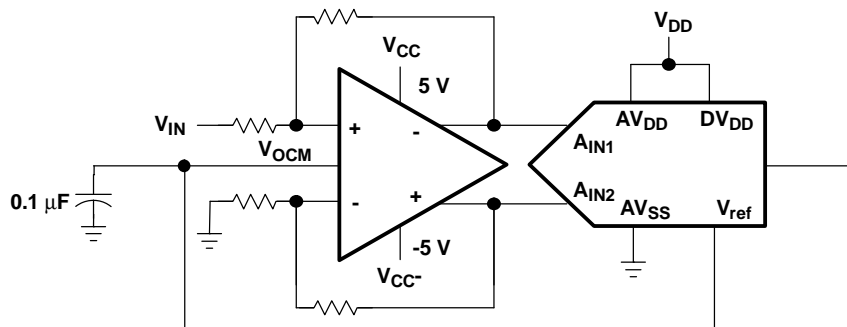 V_CC
5 V
V_DD
V_IN
+
-
AV_DD
DV_DD
V_OCM
A_IN1
0.1 µF
-
+
A_IN2
AV_SS
V_ref
-5 V
V_CC-